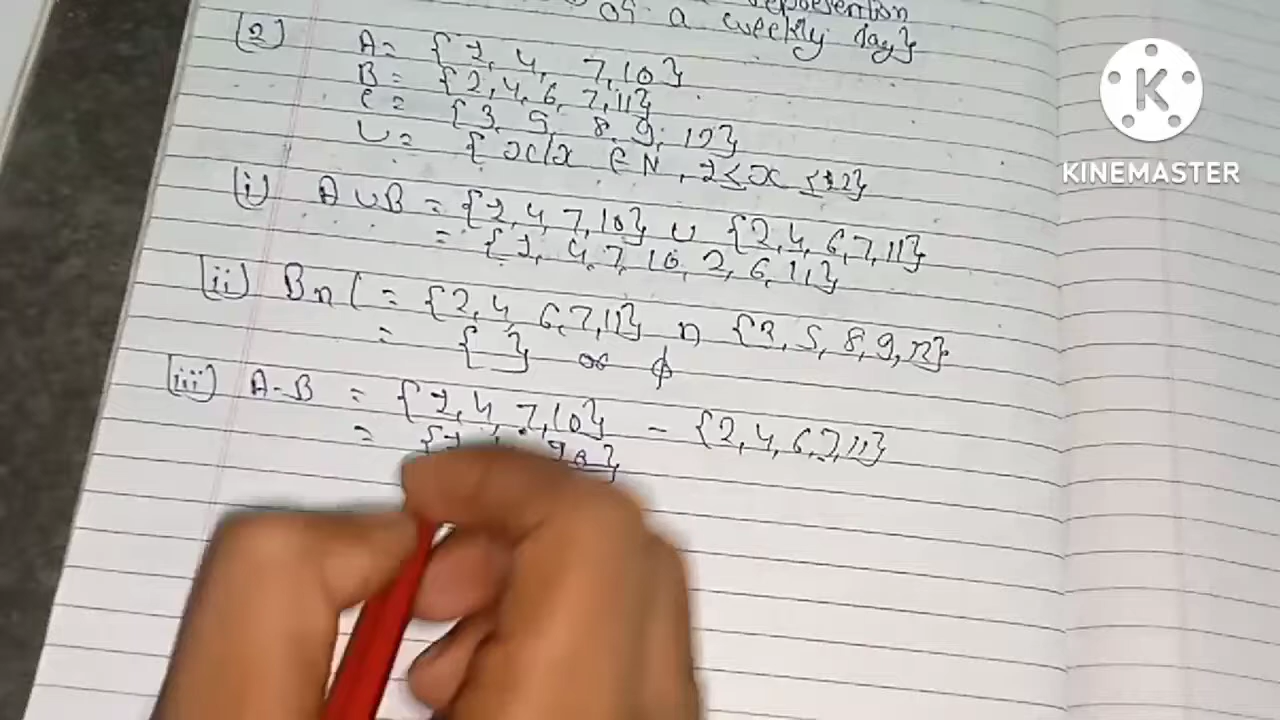 of a weekly day}
(2) A = {1, 4, 7, 10}
B = {2, 4, 6, 7, 11}
C = {3, 5, 8, 9, 12}
U = {x/x ∈ N, 1 ≤ x ≤ 12}
(i) A ∪ B = {1, 4, 7, 10} ∪ {2, 4, 6, 7, 11}
= {1, 4, 7, 10, 2, 6, 11}
(ii) B ∩ C = {2, 4, 6, 7, 11} ∩ {3, 5, 8, 9, 12}
= { } or ϕ
(iii) A - B = {1, 4, 7, 10} - {2, 4, 6, 7, 11}
= {1,
K
KINEMASTER